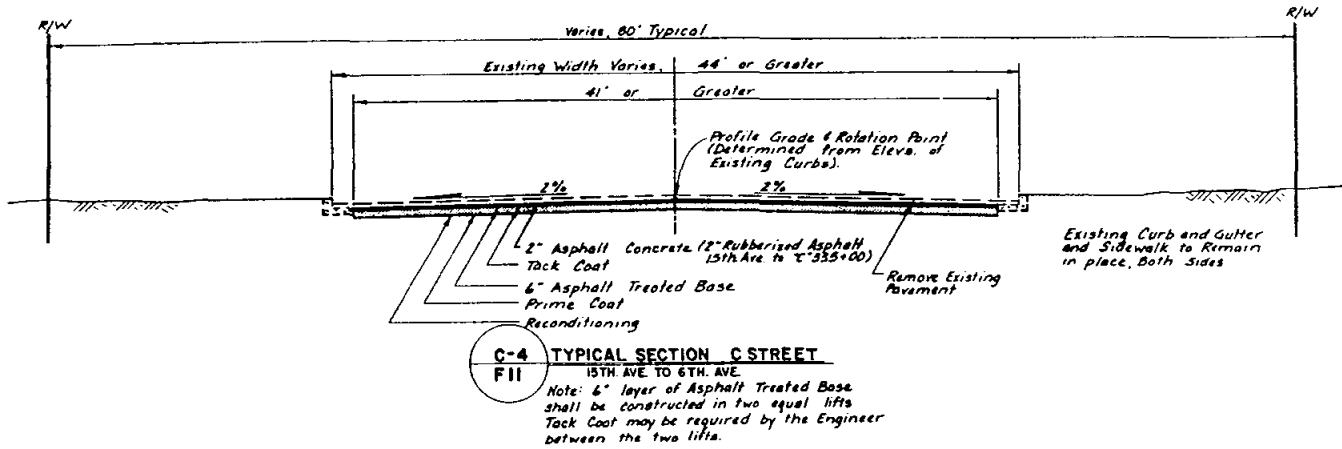 R/W
R/W
Varies, 80' Typical
Existing Width Varies, 44' or Greater
41' or Greater
Profile Grade & Rotation Point
(Determined from Elevs. of
Existing Curbs).
2%
2%
2" Asphalt Concrete (2" Rubberized Asphalt
15th Ave. to "C" 335+00)
Tack Coat
6" Asphalt Treated Base
Prime Coat
Reconditioning
Remove Existing
Pavement
Existing Curb and Gutter
and Sidewalk to Remain
in place, Both Sides
C-4
F11
TYPICAL SECTION C STREET
15TH. AVE. TO 6TH. AVE.
Note: 6" layer of Asphalt Treated Base
shall be constructed in two equal lifts
Tack Coat may be required by the Engineer
between the two lifts.